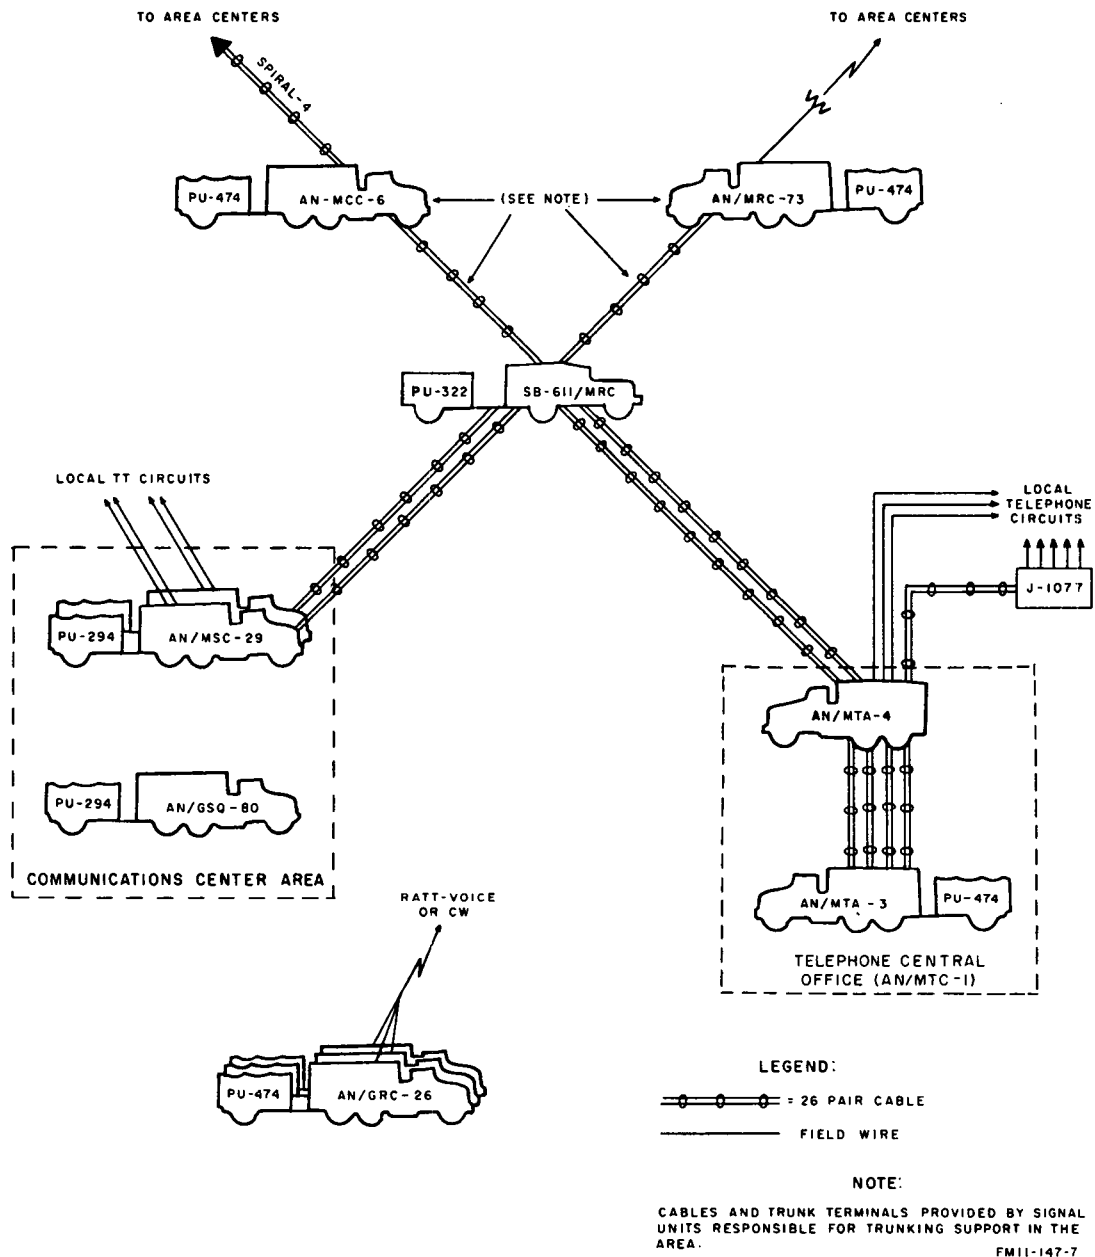 TO AREA CENTERS
TO AREA CENTERS
SPIRAL-4
PU-474
AN-MCC-6
(SEE NOTE)
AN/MRC-73
PU-474
PU-322
SB-611/MRC
LOCAL TT CIRCUITS
LOCAL
TELEPHONE
CIRCUITS
J-1077
PU-294
AN/MSC-29
AN/MTA-4
PU-294
AN/GSQ-80
COMMUNICATIONS CENTER AREA
AN/MTA-3
PU-474
TELEPHONE CENTRAL
OFFICE (AN/MTC-1)
RATT-VOICE
OR CW
PU-474
AN/GRC-26
LEGEND:
= 26 PAIR CABLE
FIELD WIRE
NOTE:
CABLES AND TRUNK TERMINALS PROVIDED BY SIGNAL
UNITS RESPONSIBLE FOR TRUNKING SUPPORT IN THE
AREA.
FM11-147-7